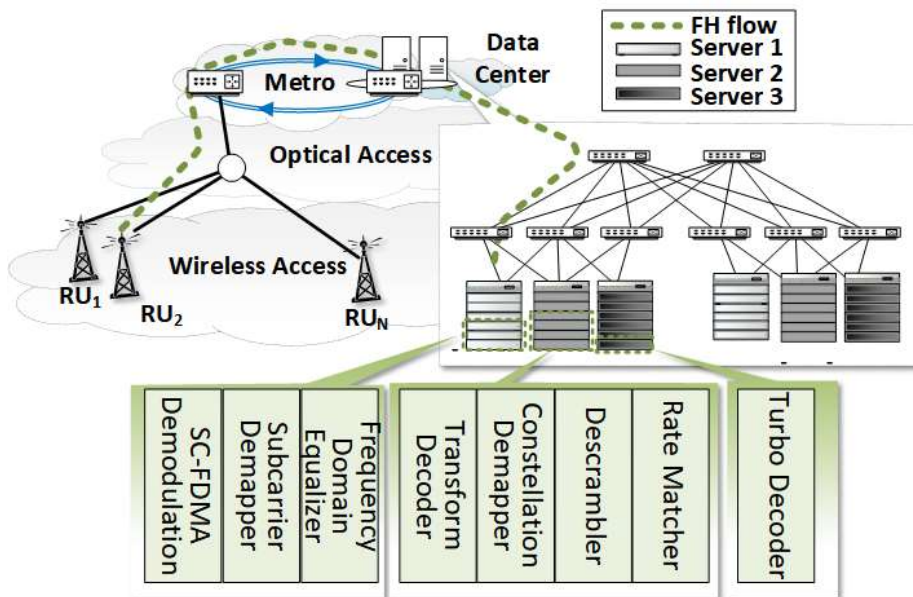 FH flow
Server 1
Server 2
Server 3
Data
Center
Metro
Optical Access
Wireless Access
RU1
RU2
RUN
SC-FDMA
Demodulation
Subcarrier
Demapper
Frequency
Domain
Equalizer
Transform
Decoder
Constellation
Demapper
Descrambler
Rate Matcher
Turbo Decoder